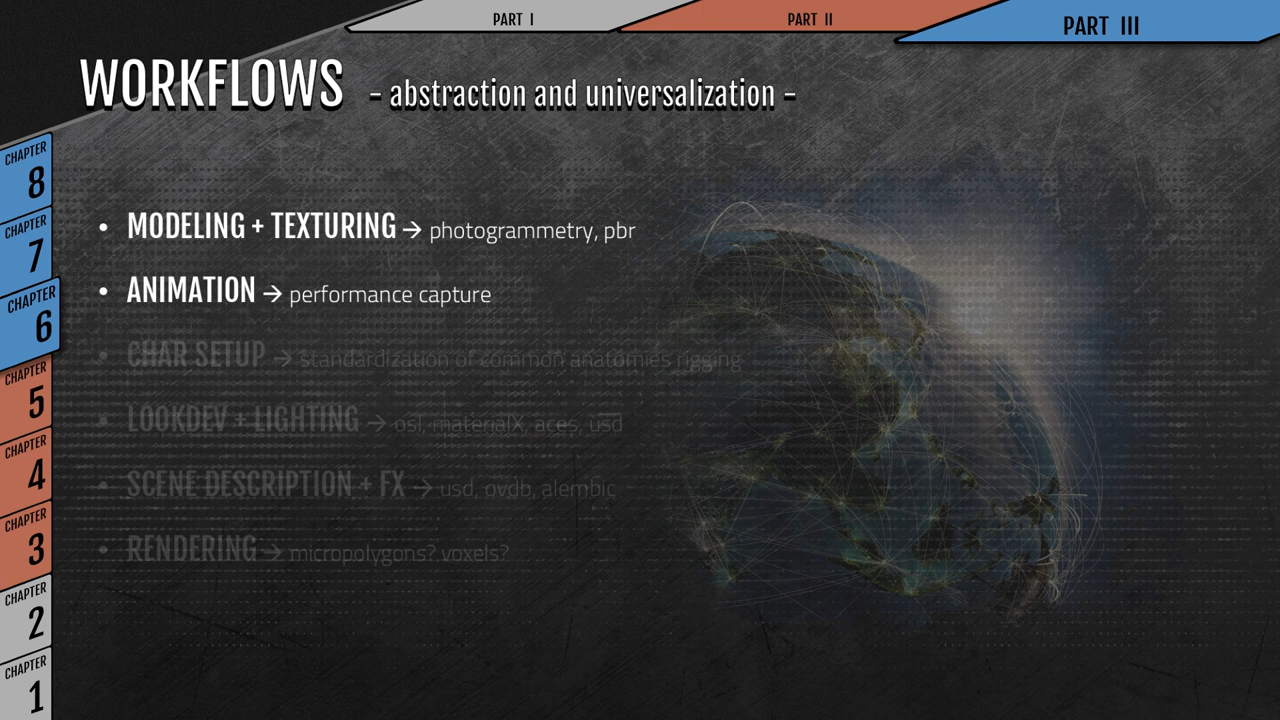 PART I
PART II
PART III
WORKFLOWS - abstraction and universalization -
CHAPTER
8
CHAPTER
7
CHAPTER
6
CHAPTER
5
CHAPTER
4
CHAPTER
3
CHAPTER
2
CHAPTER
1
• MODELING + TEXTURING → photogrammetry, pbr
• ANIMATION → performance capture
• CHAR SETUP → standardization of common anatomies rigging
• LOOKDEV + LIGHTING → osl, materialX, aces, usd
• SCENE DESCRIPTION + FX → usd, ovdb, alembic
• RENDERING → micropolygons? voxels?